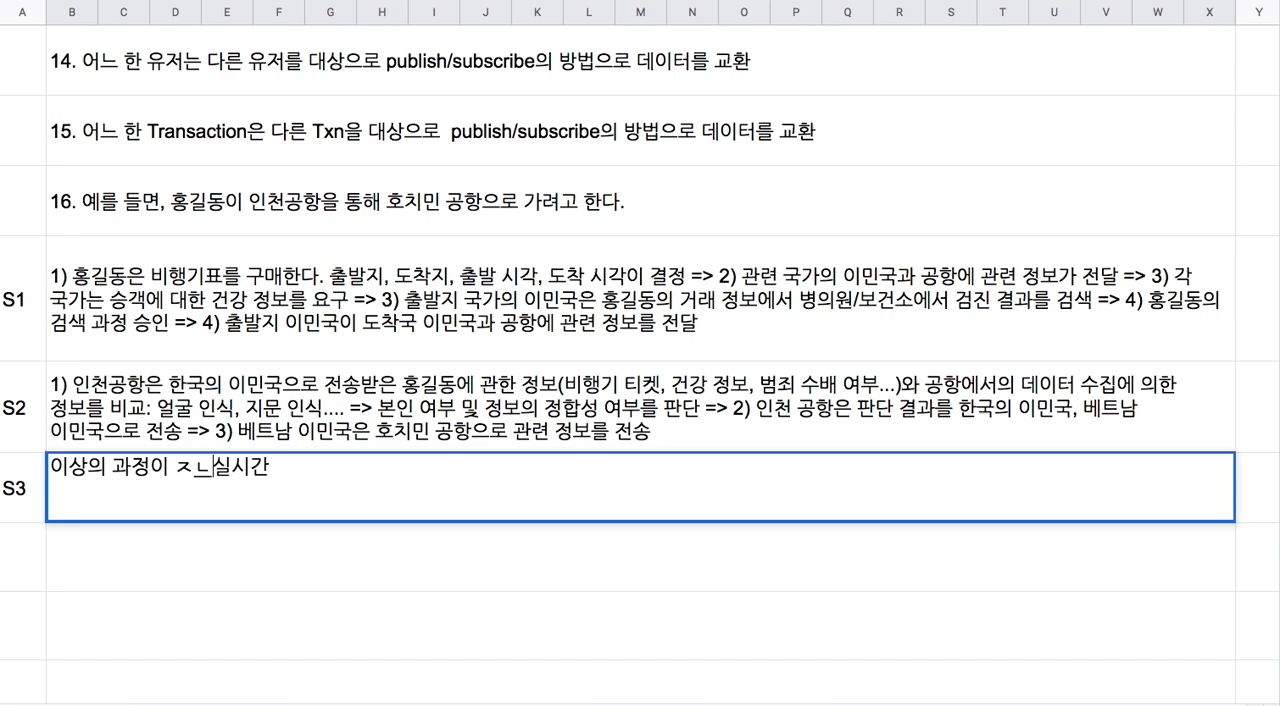 A B C D E F G H I J K L M N O P Q R S T U V W X Y
14. 어느 한 유저는 다른 유저를 대상으로 publish/subscribe의 방법으로 데이터를 교환
15. 어느 한 Transaction은 다른 Txn을 대상으로 publish/subscribe의 방법으로 데이터를 교환
16. 예를 들면, 홍길동이 인천공항을 통해 호치민 공항으로 가려고 한다.
1) 홍길동은 비행기표를 구매한다. 출발지, 도착지, 출발 시각, 도착 시각이 결정 => 2) 관련 국가의 이민국과 공항에 관련 정보가 전달 => 3) 각
S1 국가는 승객에 대한 건강 정보를 요구 => 3) 출발지 국가의 이민국은 홍길동의 거래 정보에서 병의원/보건소에서 검진 결과를 검색 => 4) 홍길동의
검색 과정 승인 => 4) 출발지 이민국이 도착국 이민국과 공항에 관련 정보를 전달
1) 인천공항은 한국의 이민국으로 전송받은 홍길동에 관한 정보(비행기 티켓, 건강 정보, 범죄 수배 여부...)와 공항에서의 데이터 수집에 의한
S2 정보를 비교: 얼굴 인식, 지문 인식.... => 본인 여부 및 정보의 정합성 여부를 판단 => 2) 인천 공항은 판단 결과를 한국의 이민국, 베트남
이민국으로 전송 => 3) 베트남 이민국은 호치민 공항으로 관련 정보를 전송
이상의 과정이 ㅈㄴ실시간
S3